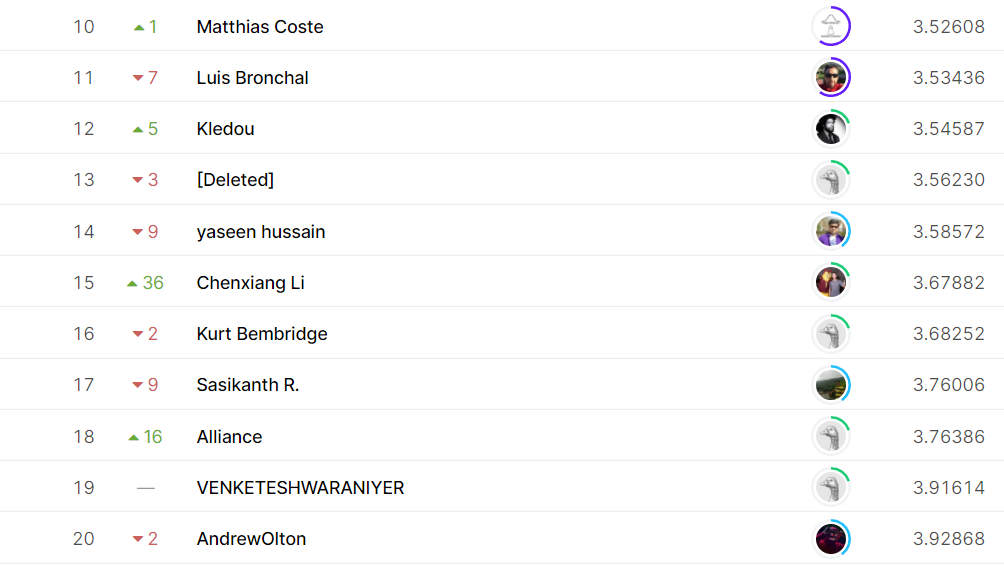 10 1 Matthias Coste 3.52608
11 7 Luis Bronchal 3.53436
12 5 Kledou 3.54587
13 3 [Deleted] 3.56230
14 9 yaseen hussain 3.58572
15 36 Chenxiang Li 3.67882
16 2 Kurt Bembridge 3.68252
17 9 Sasikanth R. 3.76006
18 16 Alliance 3.76386
19 — VENKETESHWARANIYER 3.91614
20 2 AndrewOlton 3.92868